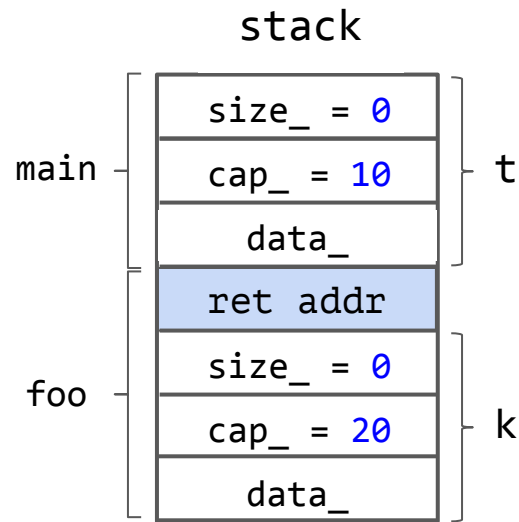 stack
size_ = 0
main
cap_ = 10
t
data_
ret addr
size_ = 0
foo
cap_ = 20
k
data_